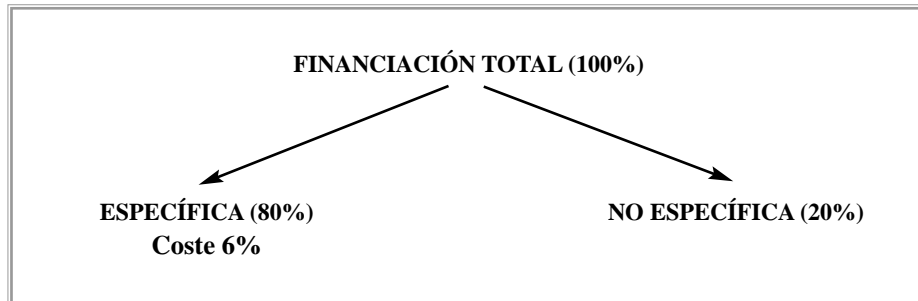 FINANCIACIÓN TOTAL (100%)
ESPECÍFICA (80%)
NO ESPECÍFICA (20%)
Coste 6%